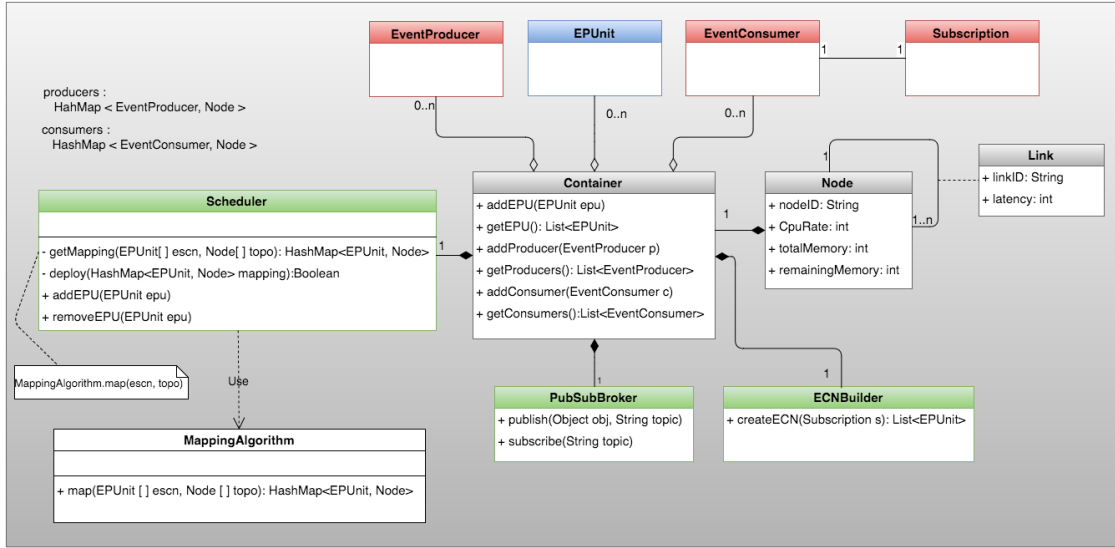 EventProducer
EPUnit
EventConsumer
1
1
Subscription
producers :
HahMap < EventProducer, Node >
consumers :
HashMap < EventConsumer, Node >
0..n
0..n
0..n
Scheduler
- getMapping(EPUnit[ ] escn, Node[ ] topo): HashMap<EPUnit, Node>
- deploy(HashMap<EPUnit, Node> mapping):Boolean
+ addEPU(EPUnit epu)
+ removeEPU(EPUnit epu)
1
Container
+ addEPU(EPUnit epu)
+ getEPU(): List<EPUnit>
+ addProducer(EventProducer p)
+ getProducers(): List<EventProducer>
+ addConsumer(EventConsumer c)
+ getConsumers():List<EventConsumer>
1
1
Node
+ nodeID: String
+ CpuRate: int
+ totalMemory: int
+ remainingMemory: int
1..n
Link
+ linkID: String
+ latency: int
MappingAlgorithm.map(escn, topo)
Use
1
1
PubSubBroker
+ publish(Object obj, String topic)
+ subscribe(String topic)
ECNBuilder
+ createECN(Subscription s): List<EPUnit>
MappingAlgorithm
+ map(EPUnit [ ] escn, Node [ ] topo): HashMap<EPUnit, Node>